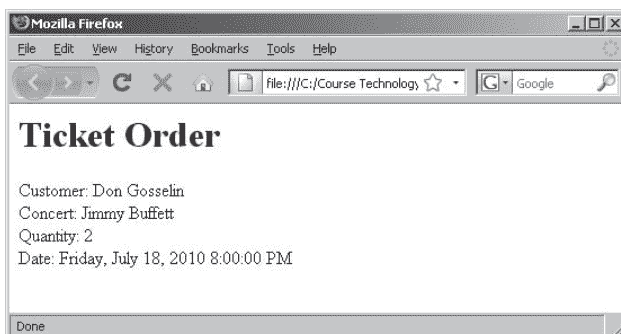 Mozilla Firefox
File Edit View History Bookmarks Tools Help
file:///C:/Course Technology G Google
Ticket Order
Customer: Don Gosselin
Concert: Jimmy Buffett
Quantity: 2
Date: Friday, July 18, 2010 8:00:00 PM
Done